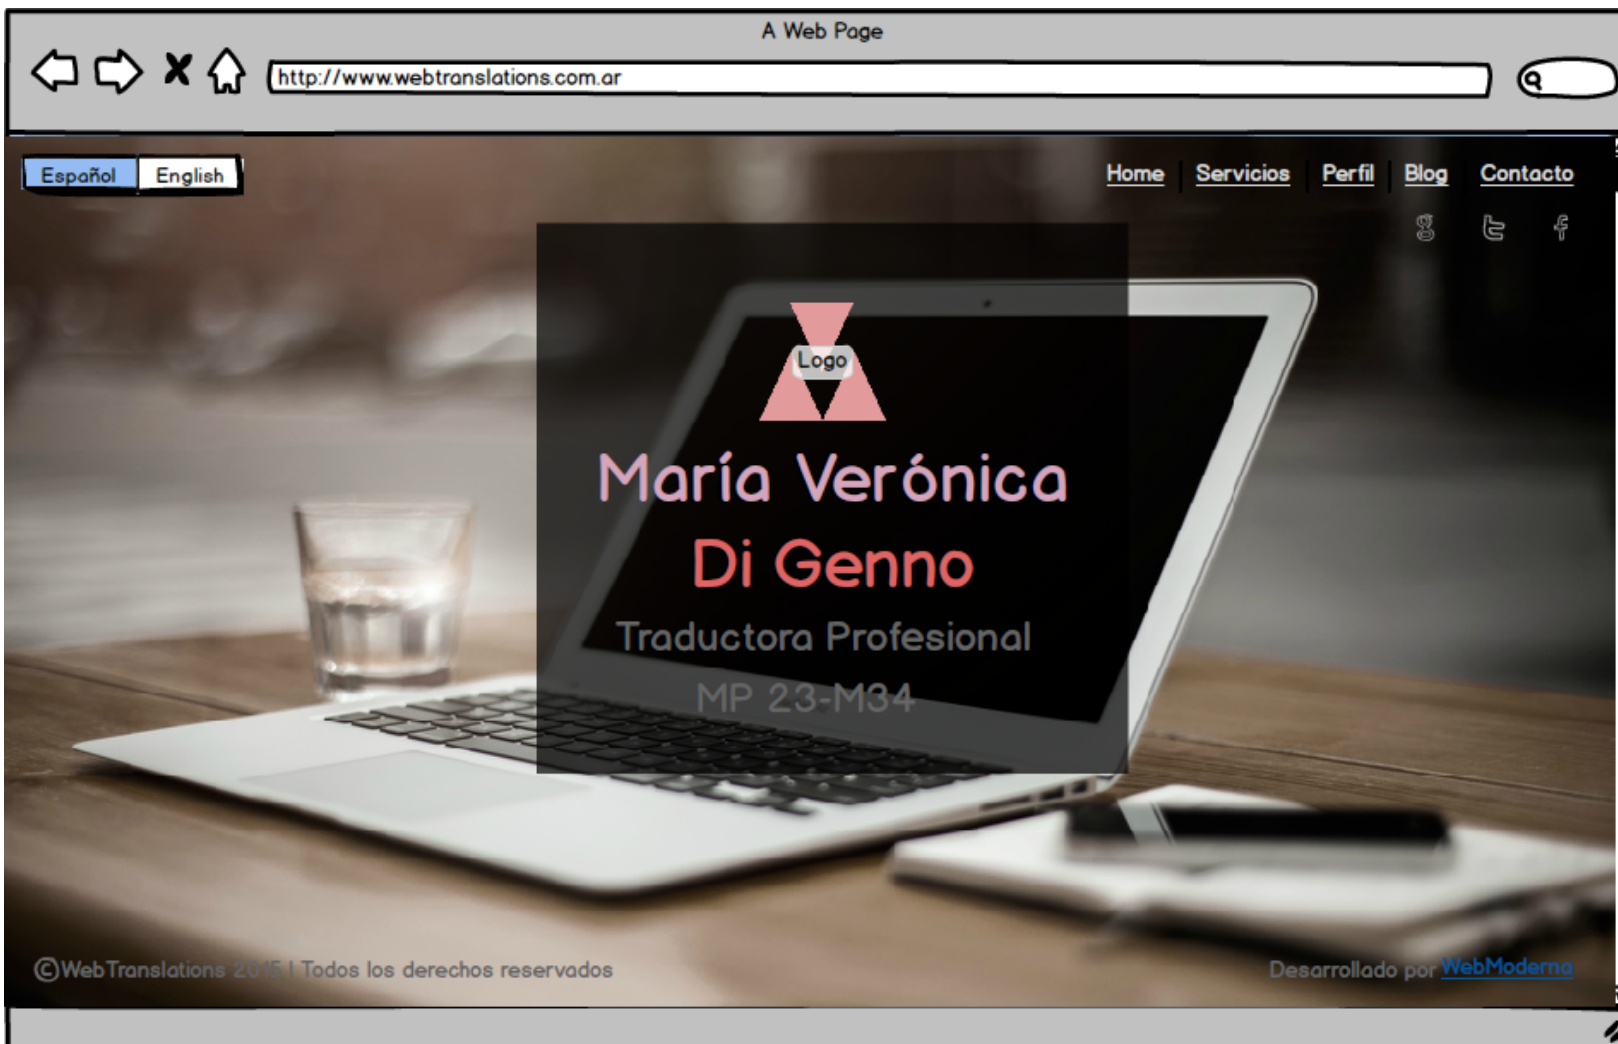 A Web Page
http://www.webtranslations.com.ar
Español English
Home Servicios Perfil Blog Contacto
g t f
Logo
María Verónica
Di Genno
Traductora Profesional
MP 23-M34
©WebTranslations 2015 | Todos los derechos reservados
Desarrollado por WebModerna